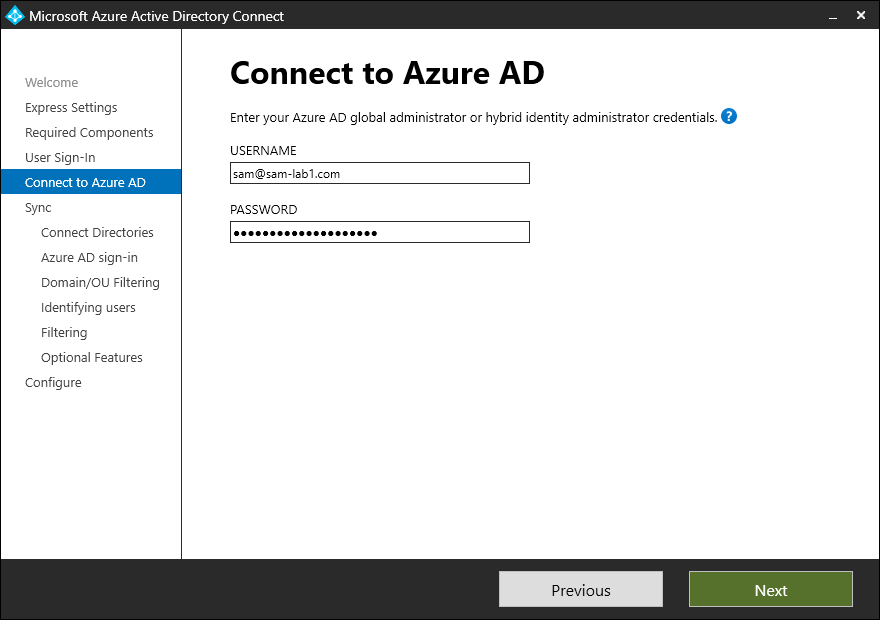 Microsoft Azure Active Directory Connect
Welcome
Express Settings
Required Components
User Sign-In
Connect to Azure AD
Sync
Connect Directories
Azure AD sign-in
Domain/OU Filtering
Identifying users
Filtering
Optional Features
Configure
Connect to Azure AD
Enter your Azure AD global administrator or hybrid identity administrator credentials. ?
USERNAME
sam@sam-lab1.com
PASSWORD
●●●●●●●●●●●●●●●●●●●●
Previous
Next